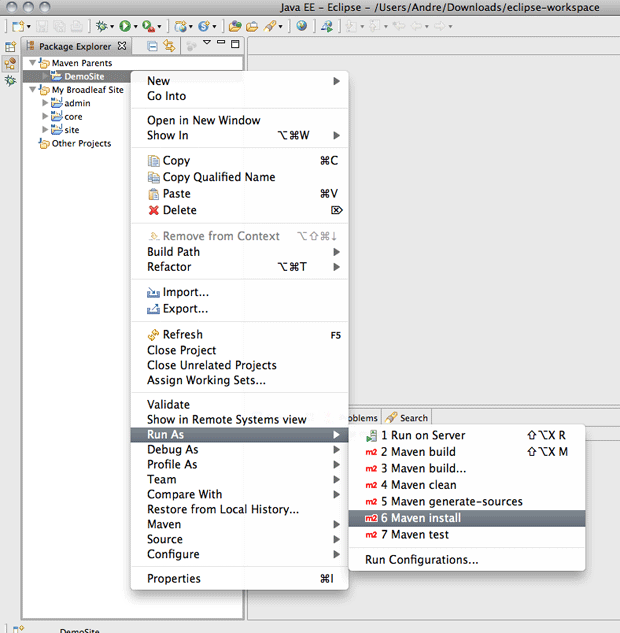 Java EE - Eclipse - /Users/Andre/Downloads/eclipse-workspace
Package Explorer
Maven Parents
DemoSite
My Broadleaf Site
admin
core
site
Other Projects
New
Go Into
Open in New Window
Show In ⌥⌘W
Copy ⌘C
Copy Qualified Name
Paste ⌘V
Delete ⌦
Remove from Context ⌥⇧⌘↓
Build Path
Refactor ⌥⌘T
Import...
Export...
Refresh F5
Close Project
Close Unrelated Projects
Assign Working Sets...
Validate
Show in Remote Systems view
Run As
Debug As
Profile As
Team
Compare With
Restore from Local History...
Maven
Source
Configure
Properties ⌘I
oblems Search
1 Run on Server ⇧⌥X R
m2 2 Maven build ⇧⌥X M
m2 3 Maven build...
m2 4 Maven clean
m2 5 Maven generate-sources
m2 6 Maven install
m2 7 Maven test
Run Configurations...
DemoSite